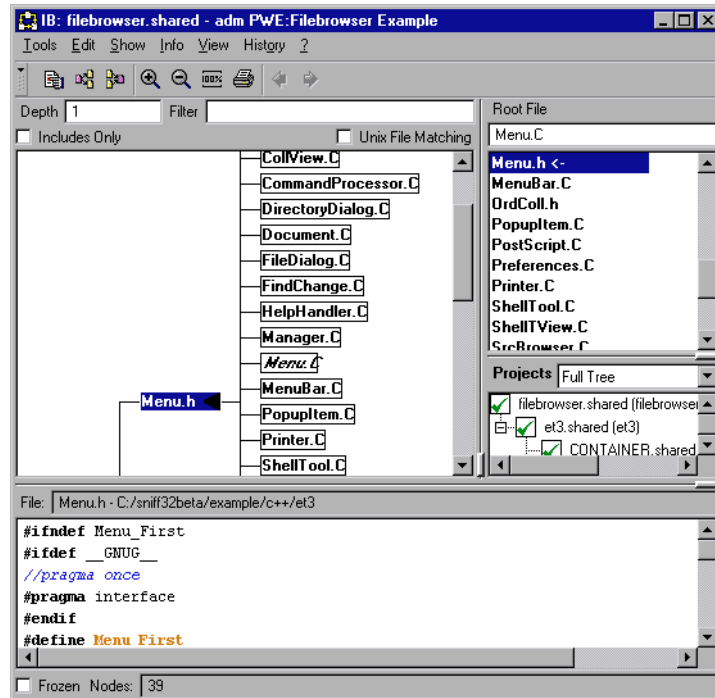 IB: filebrowser.shared - adm PWE:Filebrowser Example
Tools Edit Show Info View History ?
100%
Depth 1 Filter
Includes Only Unix File Matching
CollView.C
CommandProcessor.C
DirectoryDialog.C
Document.C
FileDialog.C
FindChange.C
HelpHandler.C
Manager.C
Menu.C
MenuBar.C
Menu.h
PopupItem.C
Printer.C
ShellTool.C
Root File
Menu.C
Menu.h <-
MenuBar.C
OrdColl.h
PopupItem.C
PostScript.C
Preferences.C
Printer.C
ShellTool.C
ShellTView.C
SrcBrowser.C
Projects Full Tree
filebrowser.shared (filebrowser
et3.shared (et3)
CONTAINER.shared
File: Menu.h - C:/sniff32beta/example/c++/et3
#ifndef Menu_First
#ifdef __GNUG__
//pragma once
#pragma interface
#endif
#define Menu_First
Frozen Nodes: 39